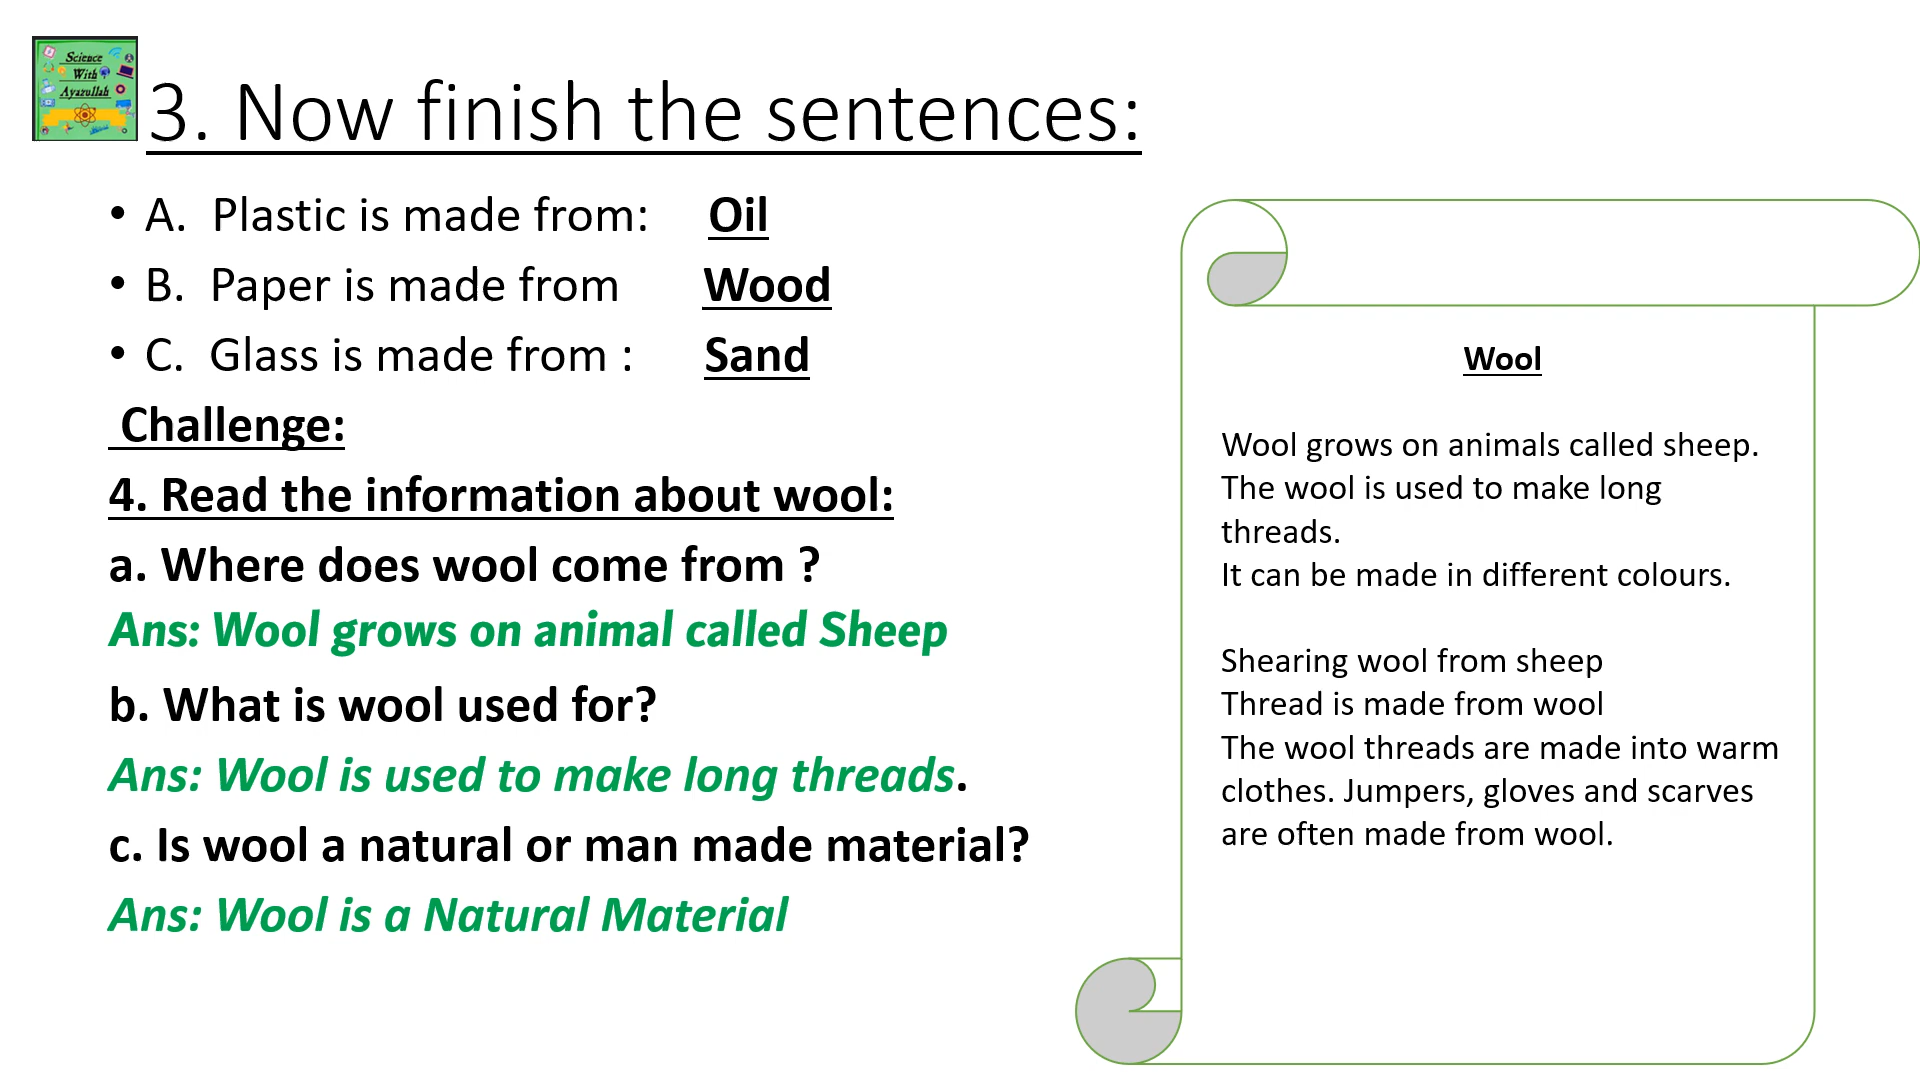 Science
With
Ayazullah
3. Now finish the sentences:
• A. Plastic is made from: Oil
• B. Paper is made from Wood
• C. Glass is made from : Sand
Challenge:
4. Read the information about wool:
a. Where does wool come from ?
Ans: Wool grows on animal called Sheep
b. What is wool used for?
Ans: Wool is used to make long threads.
c. Is wool a natural or man made material?
Ans: Wool is a Natural Material
Wool
Wool grows on animals called sheep.
The wool is used to make long
threads.
It can be made in different colours.
Shearing wool from sheep
Thread is made from wool
The wool threads are made into warm
clothes. Jumpers, gloves and scarves
are often made from wool.